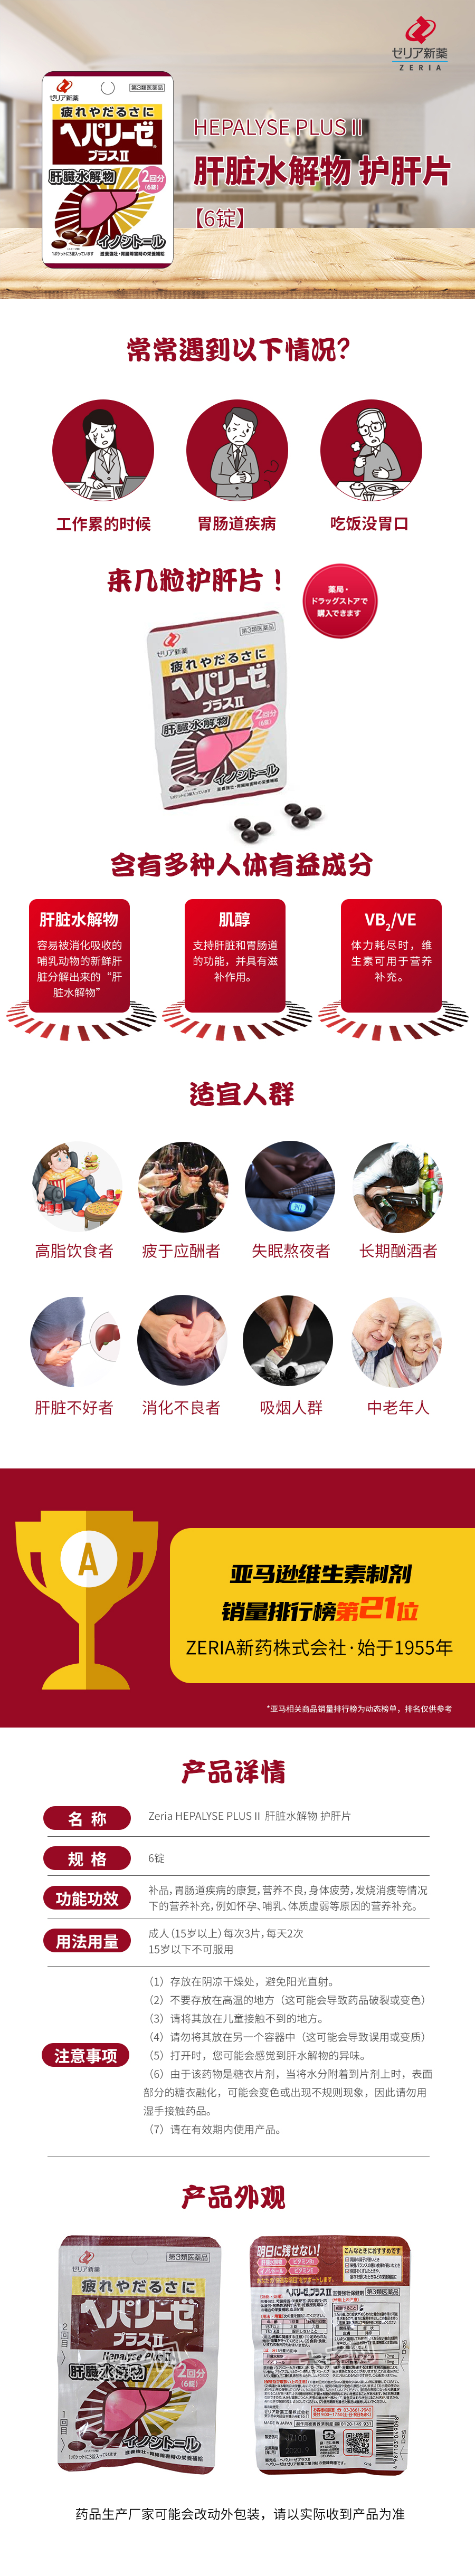 ゼリア新薬
ZERIA
ゼリア新薬
第3類医薬品
疲れやだるさに
ヘパリーゼ
プラスII
肝臓水解物
2回分
(6錠)
イノシトール
1ポケットに3錠入っています
滋養強壮・胃腸障害時の栄養補給
HEPALYSE PLUS II
肝脏水解物 护肝片
【6锭】
常常遇到以下情况?
工作累的时候
胃肠道疾病
吃饭没胃口
来几粒护肝片！
薬局・
ドラッグストアで
購入できます
ゼリア新薬
第3類医薬品
疲れやだるさに
ヘパリーゼ
プラスII
肝臓水解物
2回分
(6錠)
イノシトール
1ポケットに3錠入っています
滋養強壮・胃腸障害時の栄養補給
含有多种人体有益成分
肝脏水解物
容易被消化吸收的
哺乳动物的新鲜肝
脏分解出来的“肝
脏水解物”
肌醇
支持肝脏和胃肠道
的功能，并具有滋
补作用。
VB2/VE
体力耗尽时，维
生素可用于营养
补充。
适宜人群
高脂饮食者
疲于应酬者
失眠熬夜者
长期酗酒者
肝脏不好者
消化不良者
吸烟人群
中老年人
A
亚马逊维生素制剂
销量排行榜第21位
ZERIA新药株式会社·始于1955年
*亚马相关商品销量排行榜为动态榜单，排名仅供参考
产品详情
名 称
Zeria HEPALYSE PLUS II 肝脏水解物 护肝片
规 格
6锭
功能功效
补品，胃肠道疾病的康复，营养不良，身体疲劳，发烧消瘦等情况
下的营养补充，例如怀孕、哺乳、体质虚弱等原因的营养补充。
用法用量
成人（15岁以上）每次3片，每天2次
15岁以下不可服用
注意事项
（1）存放在阴凉干燥处，避免阳光直射。
（2）不要存放在高温的地方（这可能会导致药品破裂或变色）
（3）请将其放在儿童接触不到的地方。
（4）请勿将其放在另一个容器中（这可能会导致误用或变质）
（5）打开时，您可能会感觉到肝水解物的异味。
（6）由于该药物是糖衣片剂，当将水分附着到片剂上时，表面
部分的糖衣融化，可能会变色或出现不规则现象，因此请勿用
湿手接触药品。
（7）请在有效期内使用产品。
产品外观
ゼリア新薬
第3類医薬品
疲れやだるさに
ヘパリーゼ
プラスII
Hepalyse Plus II
肝臓水解物
2回分
(6錠)
イノシトール
2回目
1回目
1ポケットに3錠入っています
滋養強壮・胃腸障害時の栄養補給
明日に残せない!
こんなときにおすすめです
肝臓水解物
イノシトール
ヘパリーゼプラスII
滋養強壮保健剤
第3類医薬品
MADE IN JAPAN
0120-149-931
药品生产厂家可能会改动外包装，请以实际收到产品为准